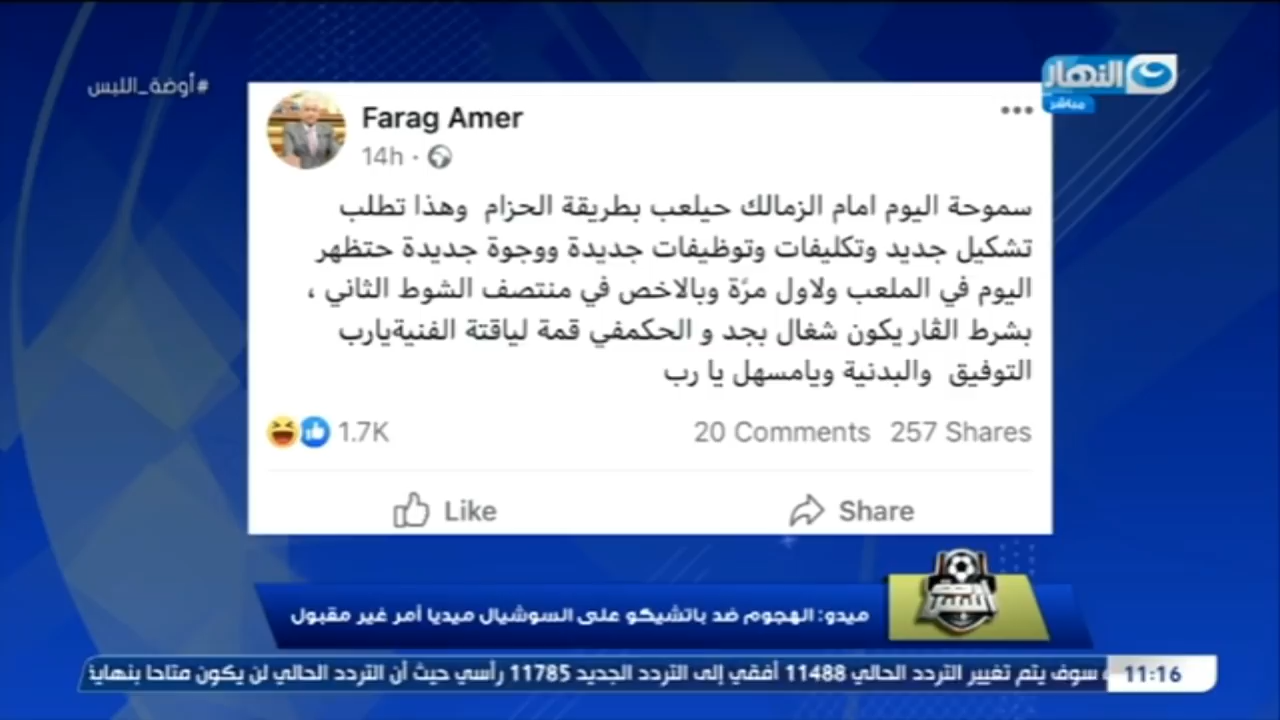 #أوضة_اللبس
النهار
مباشر
Farag Amer
14h
سموحة اليوم امام الزمالك حيلعب بطريقة الحزام وهذا تطلب
تشكيل جديد وتكليفات وتوظيفات جديدة ووجوة جديدة حتظهر
اليوم في الملعب ولاول مرّة وبالاخص في منتصف الشوط الثاني ،
بشرط الڤار يكون شغال بجد و الحكمفي قمة لياقتة الفنيةيارب
التوفيق والبدنية ويامسهل يا رب
1.7K 20 Comments 257 Shares
Like Share
ميدو: الهجوم ضد باتشيكو على السوشيال ميديا أمر غير مقبول
سوف يتم تغيير التردد الحالي 11488 أفقي إلى التردد الجديد 11785 رأسي حيث أن التردد الحالي لن يكون متاحا بنهاية
11:16